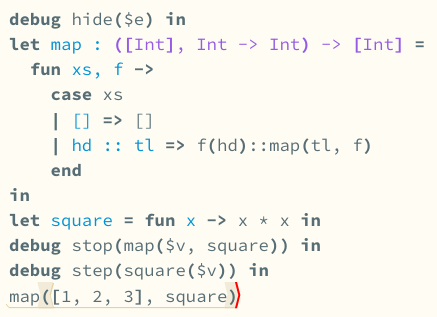 debug hide($e) in
let map : ([Int], Int -> Int) -> [Int] =
  fun xs, f ->
    case xs
    | [] => []
    | hd :: tl => f(hd)::map(tl, f)
    end
in
let square = fun x -> x * x in
debug stop(map($v, square)) in
debug step(square($v)) in
map([1, 2, 3], square)